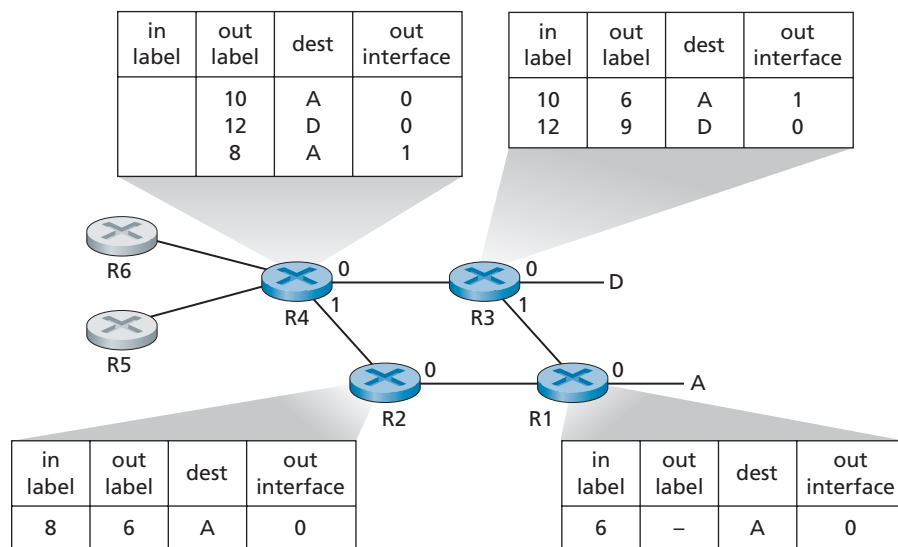 in label out label dest out interface
10 A 0
12 D 0
8 A 1
in label out label dest out interface
10 6 A 1
12 9 D 0
R6
R5
R4
0
1
R3
0
1
D
R2
0
R1
0
A
in label out label dest out interface
8 6 A 0
in label out label dest out interface
6 – A 0